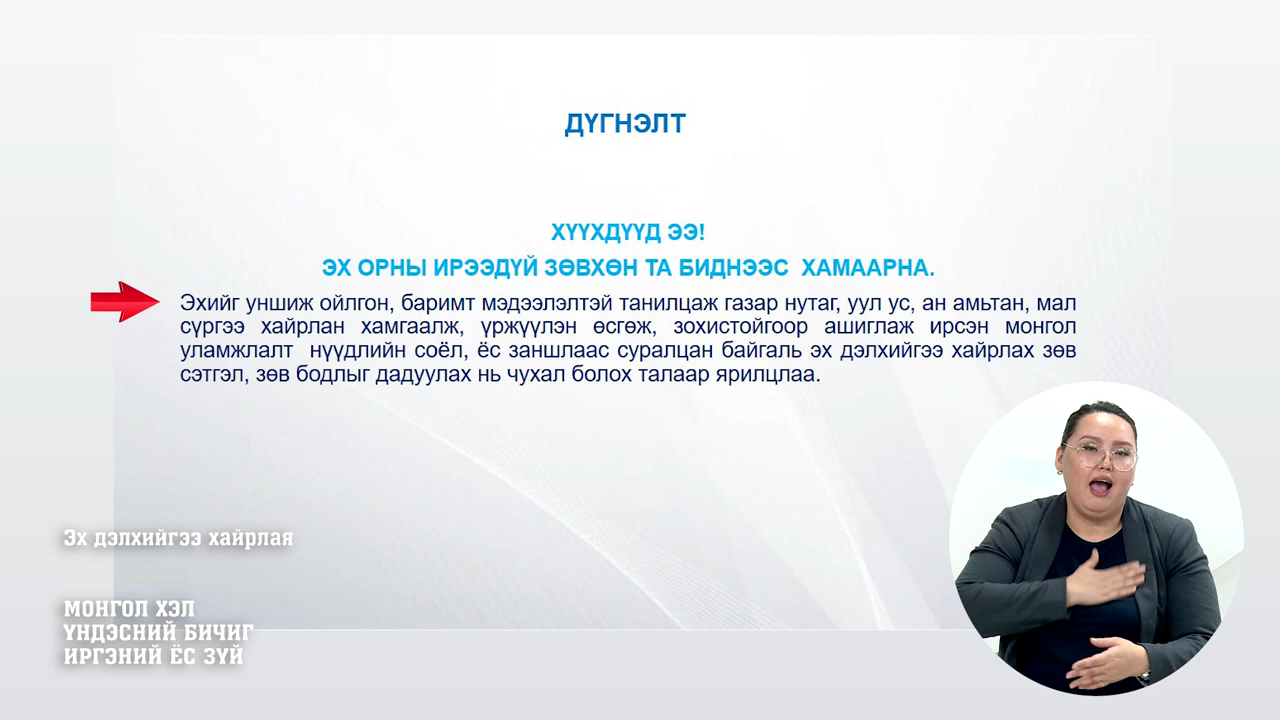 ДҮГНЭЛТ
ХҮҮХДҮҮД ЭЭ!
ЭХ ОРНЫ ИРЭЭДҮЙ ЗӨВХӨН ТА БИДНЭЭС ХАМААРНА.
Эхийг уншиж ойлгон, баримт мэдээлэлтэй танилцаж газар нутаг, уул ус, ан амьтан, мал
сүргээ хайрлан хамгаалж, үржүүлэн өсгөж, зохистойгоор ашиглаж ирсэн монгол
уламжлалт нүүдлийн соёл, ёс заншлаас суралцан байгаль эх дэлхийгээ хайрлах зөв
сэтгэл, зөв бодлыг дадуулах нь чухал болох талаар ярилцлаа.
Эх дэлхийгээ хайрлая
МОНГОЛ ХЭЛ
ҮНДЭСНИЙ БИЧИГ
ИРГЭНИЙ ЁС ЗҮЙ